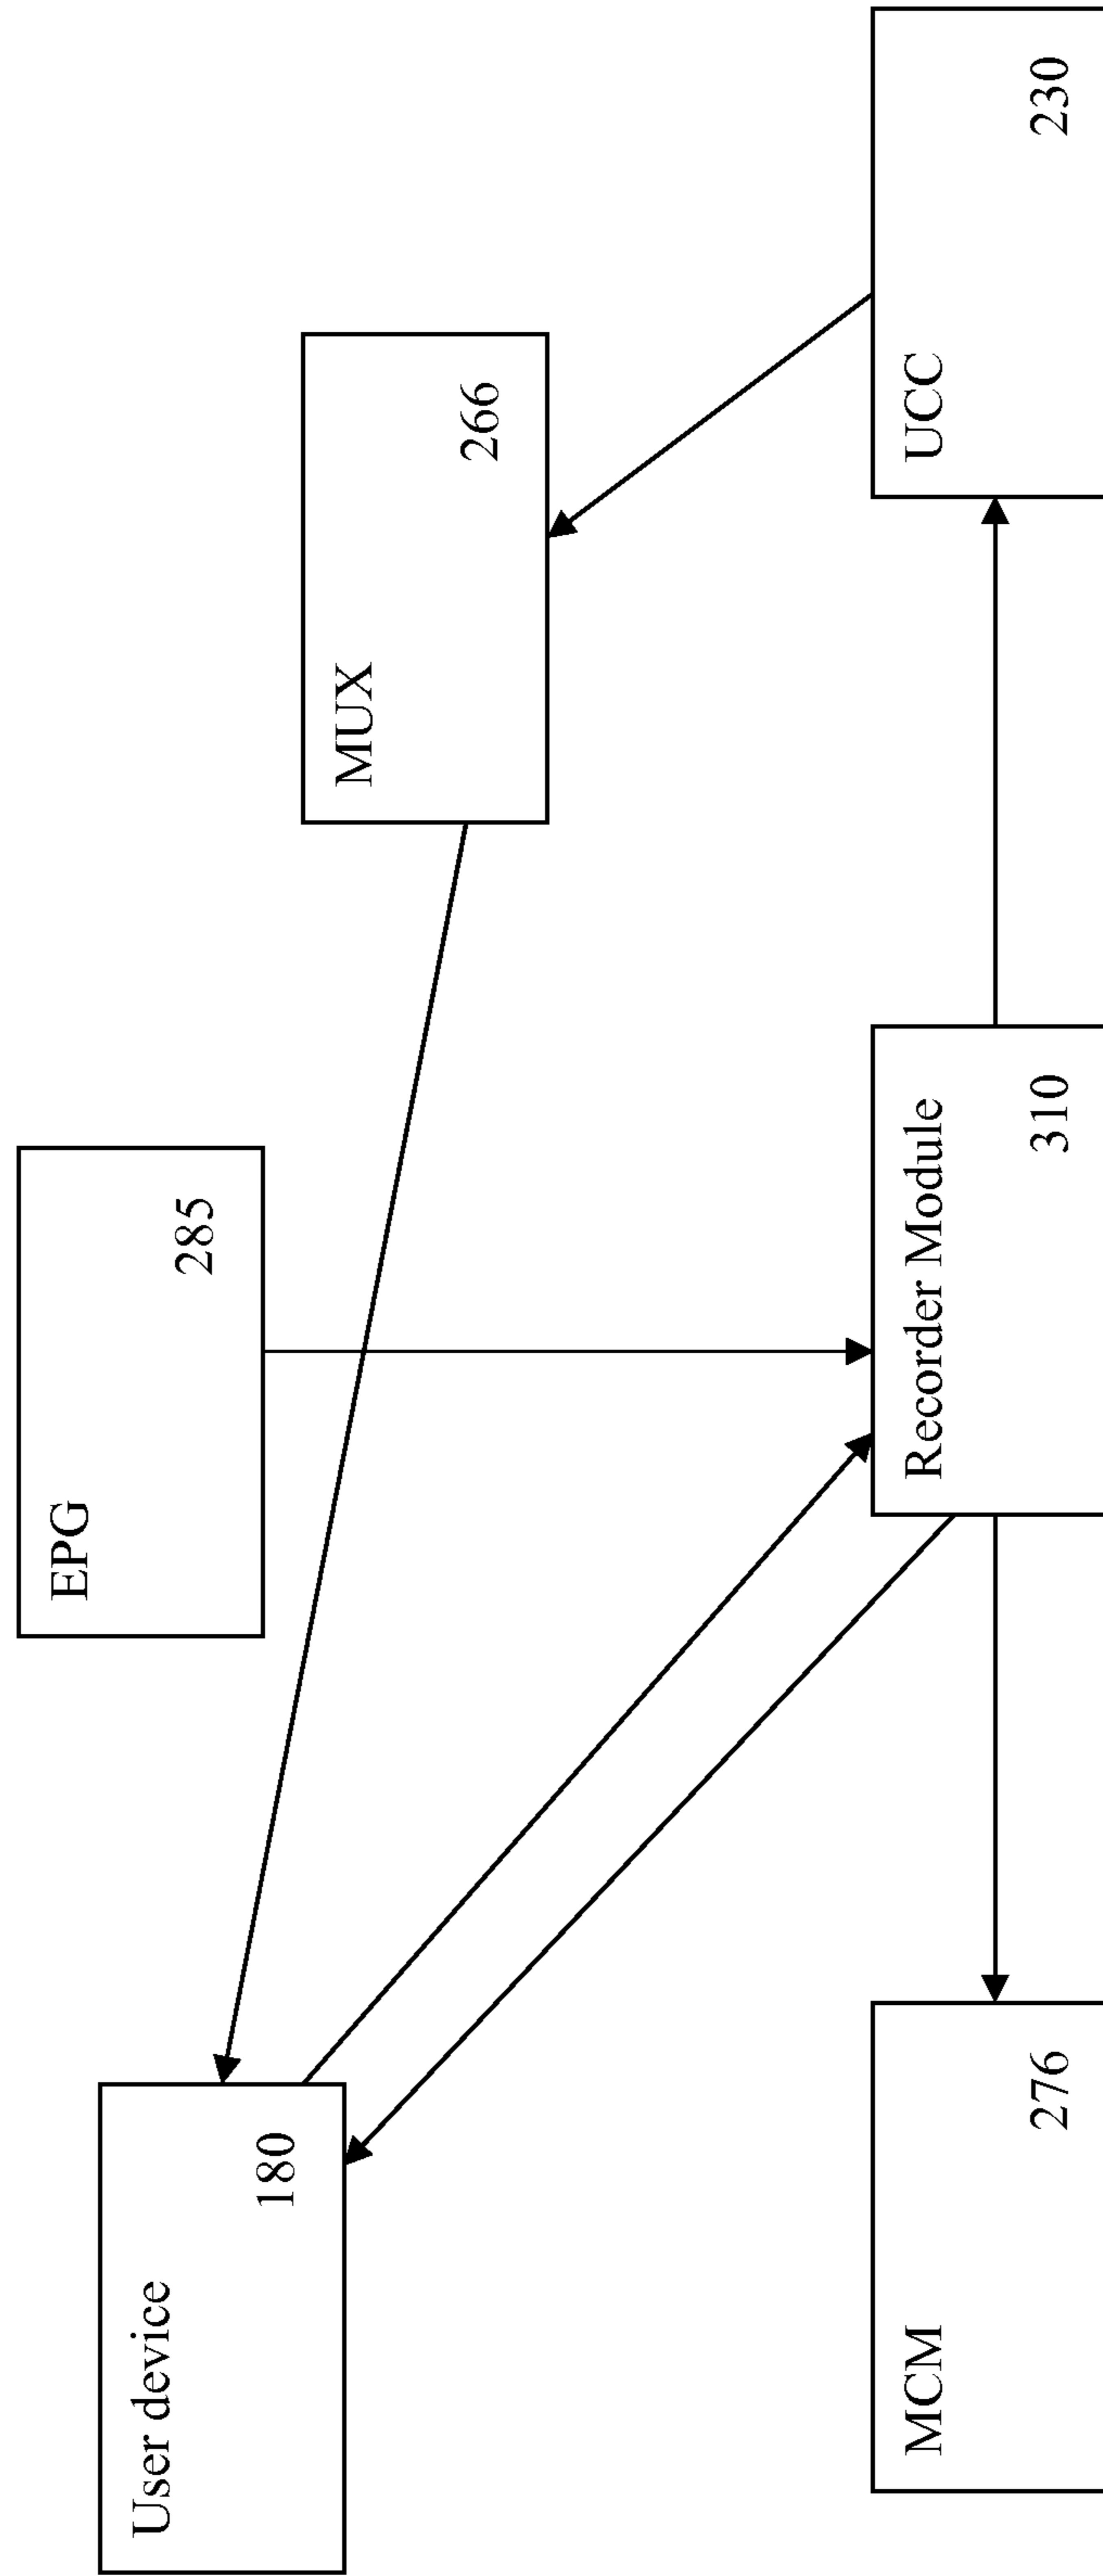 EPG
285
User device
180
MUX
266
MCM
276
Recorder Module
310
UCC
230